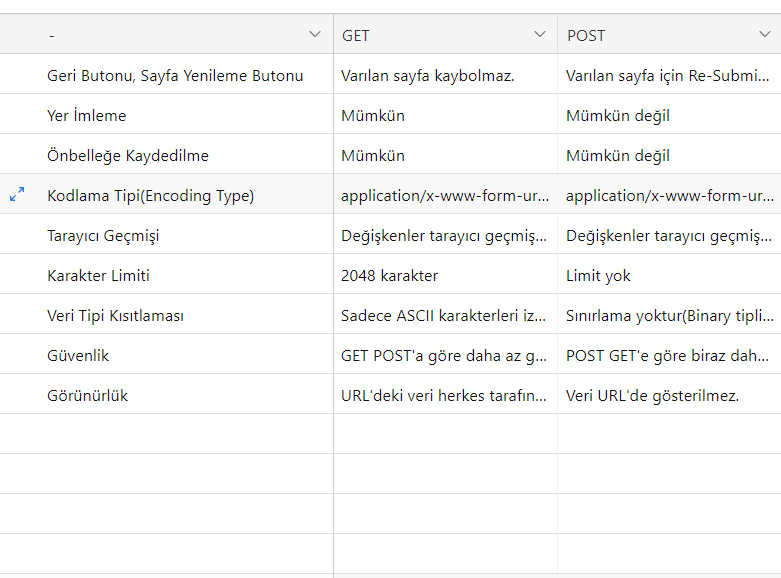 - GET POST
Geri Butonu, Sayfa Yenileme Butonu Varılan sayfa kaybolmaz. Varılan sayfa için Re-Submi...
Yer İmleme Mümkün Mümkün değil
Önbelleğe Kaydedilme Mümkün Mümkün değil
Kodlama Tipi(Encoding Type) application/x-www-form-ur... application/x-www-form-ur...
Tarayıcı Geçmişi Değişkenler tarayıcı geçmiş... Değişkenler tarayıcı geçmiş...
Karakter Limiti 2048 karakter Limit yok
Veri Tipi Kısıtlaması Sadece ASCII karakterleri iz... Sınırlama yoktur(Binary tipli...
Güvenlik GET POST'a göre daha az g... POST GET'e göre biraz dah...
Görünürlük URL'deki veri herkes tarafın... Veri URL'de gösterilmez.